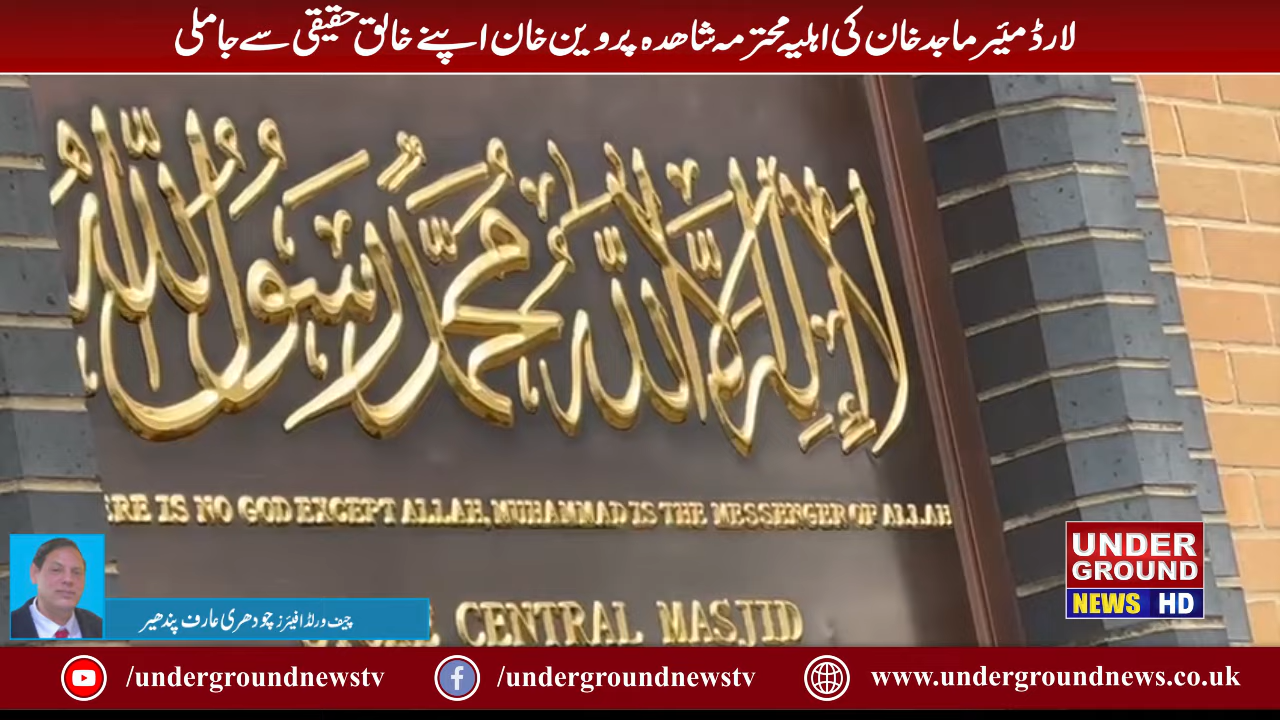 لارڈ میئر ماجد خان کی اہلیہ محترمہ شاھدہ پروین خان اپنے خالق حقیقی سے جا ملی
لا إله إلا الله محمد رسول الله
IS NO GOD EXCEPT ALLAH, MUHAMMAD IS THE MESSENGER OF ALLAH
CENTRAL MASJID
چیف ورلڈ افیئرز چودھری عارف پندھیر
UNDER
GROUND
NEWS HD
/undergroundnewstv
/undergroundnewstv
www.undergroundnews.co.uk